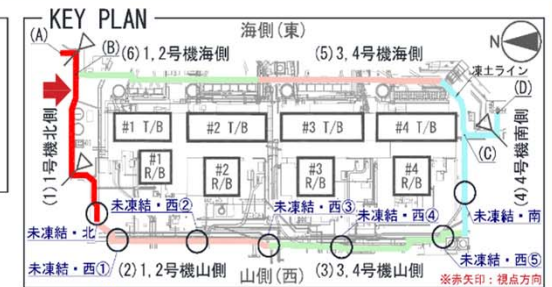 KEY PLAN
海側(東)
(A)
(B)
(6)1,2号機海側
(5)3,4号機海側
N
凍土ライン
(D)
#1 T/B
#2 T/B
#3 T/B
#4 T/B
(C)
(1)1号機北側
#1
R/B
#2
R/B
#3
R/B
#4
R/B
(4)4号機南側
未凍結・西②
未凍結・西③
未凍結・西④
未凍結・南
未凍結・北
未凍結・西①
(2)1,2号機山側
山側(西)
(3)3,4号機山側
未凍結・西⑤
※赤矢印:視点方向